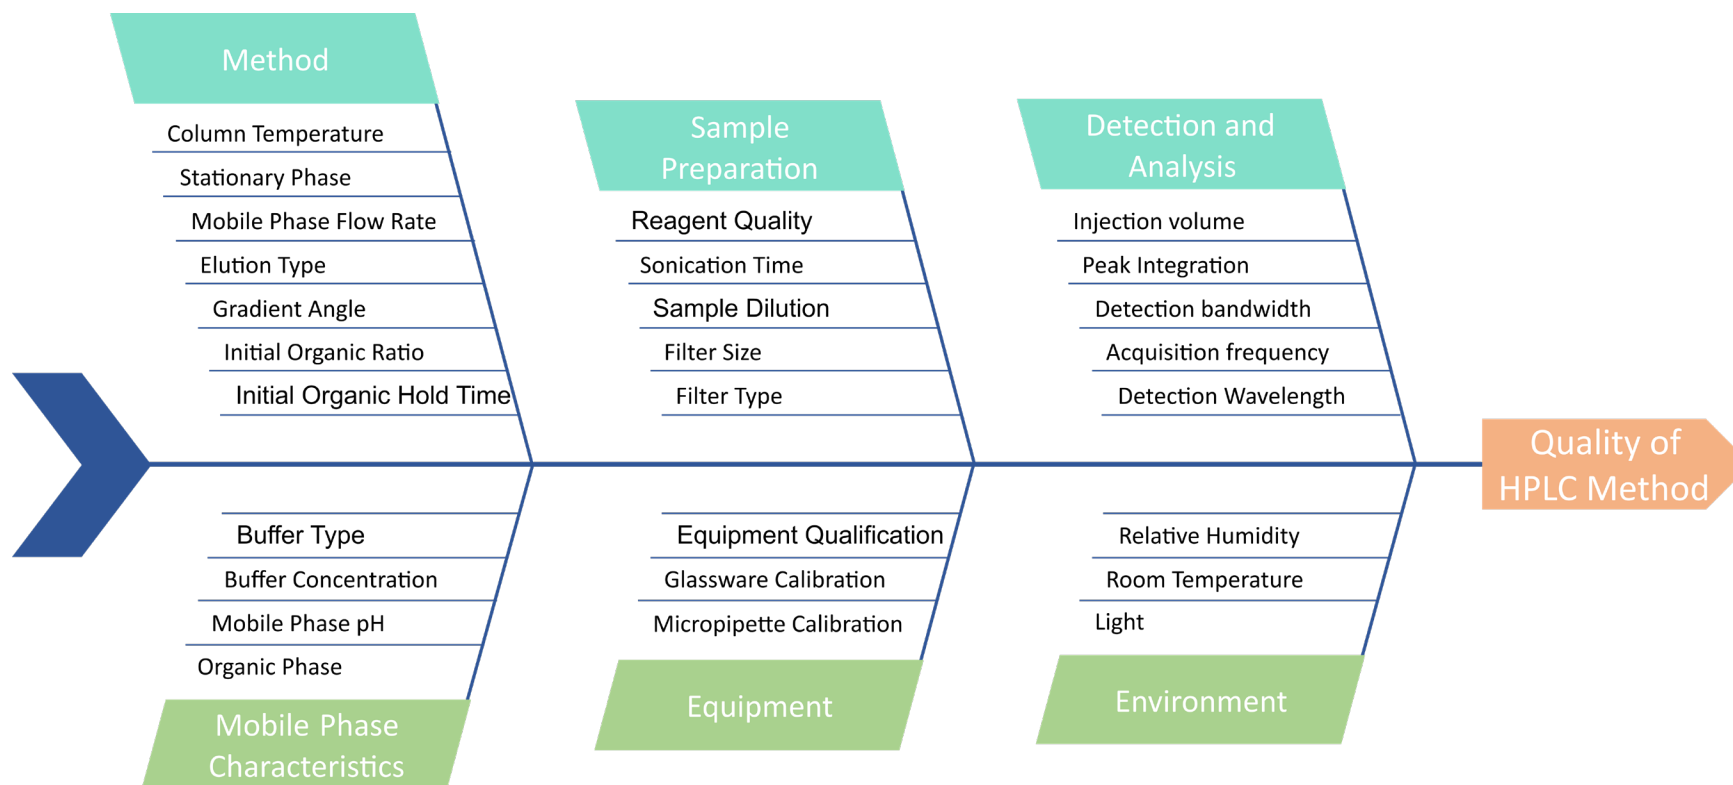 Method
Column Temperature
Stationary Phase
Mobile Phase Flow Rate
Elution Type
Gradient Angle
Initial Organic Ratio
Initial Organic Hold Time
Sample
Preparation
Reagent Quality
Sonication Time
Sample Dilution
Filter Size
Filter Type
Detection and
Analysis
Injection volume
Peak Integration
Detection bandwidth
Acquisition frequency
Detection Wavelength
Quality of
HPLC Method
Buffer Type
Buffer Concentration
Mobile Phase pH
Organic Phase
Mobile Phase
Characteristics
Equipment Qualification
Glassware Calibration
Micropipette Calibration
Equipment
Relative Humidity
Room Temperature
Light
Environment